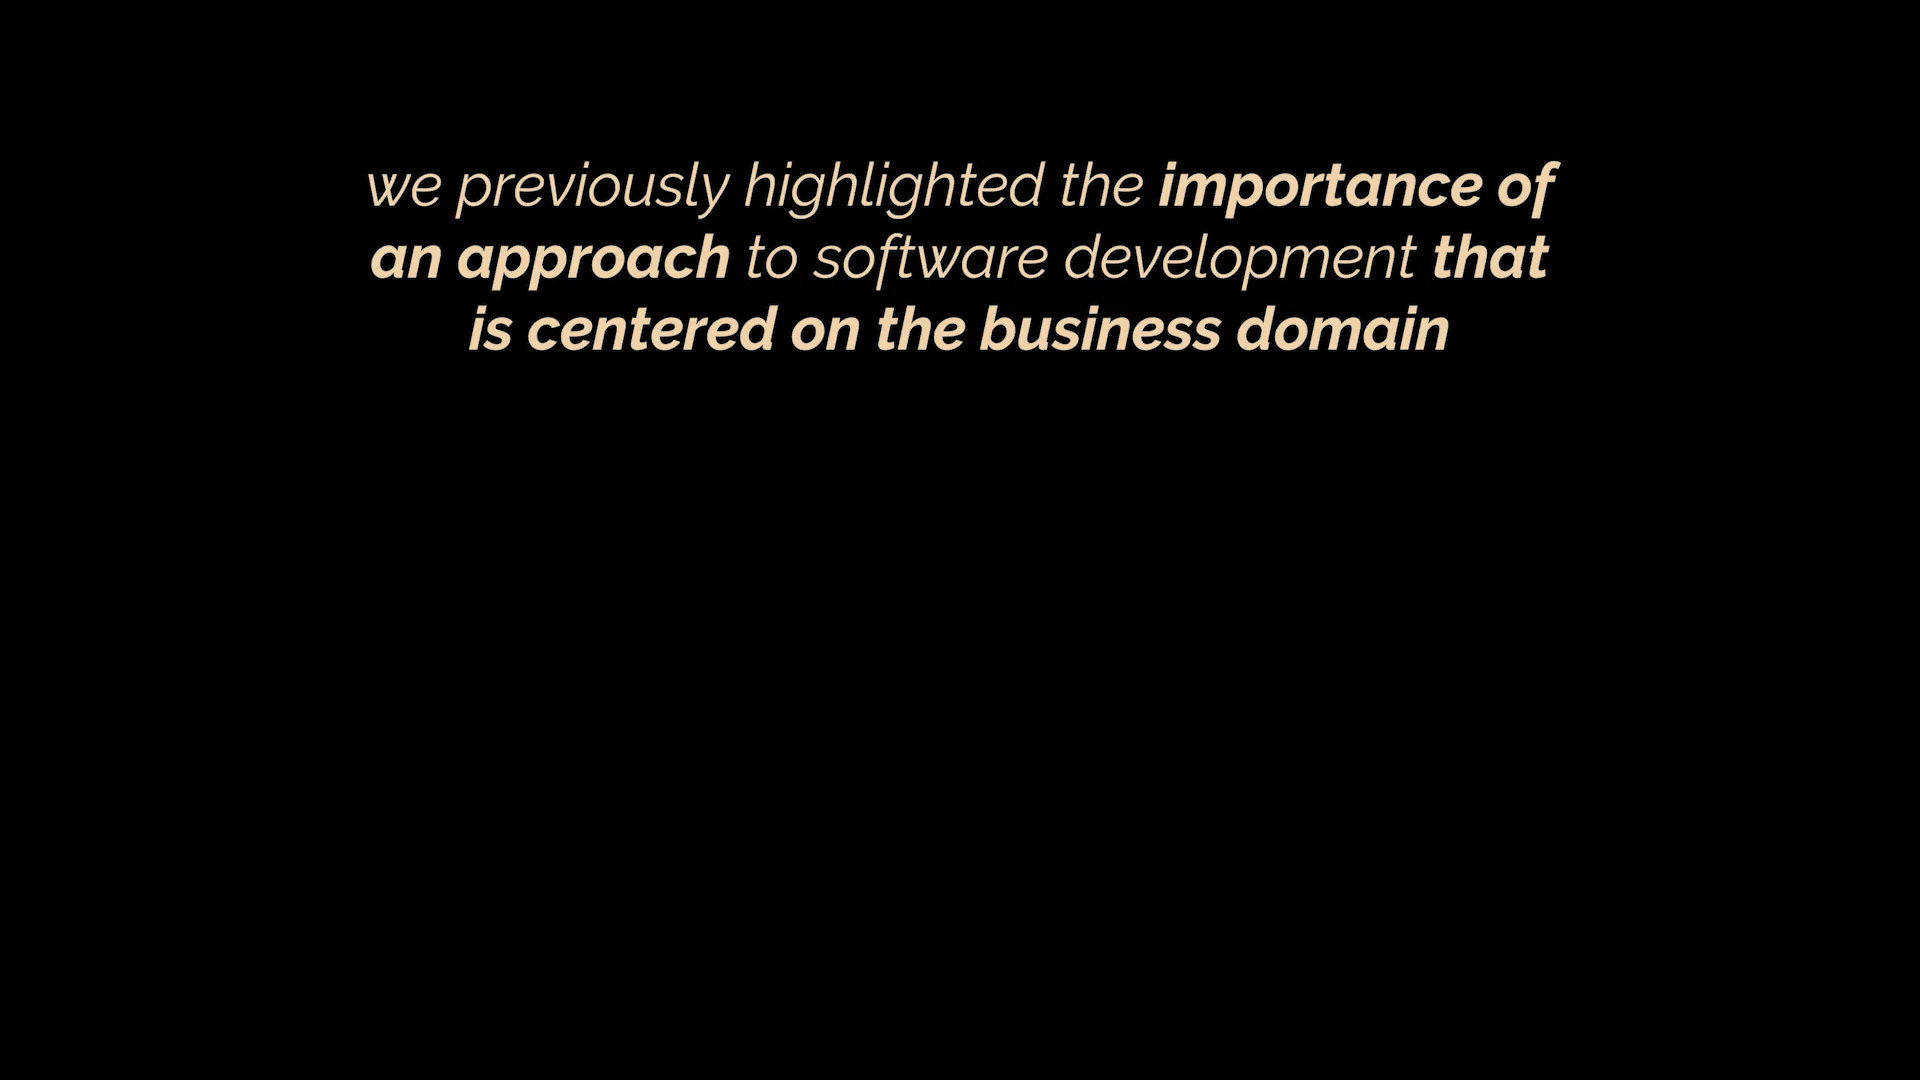 we previously highlighted the importance of
an approach to software development that
is centered on the business domain